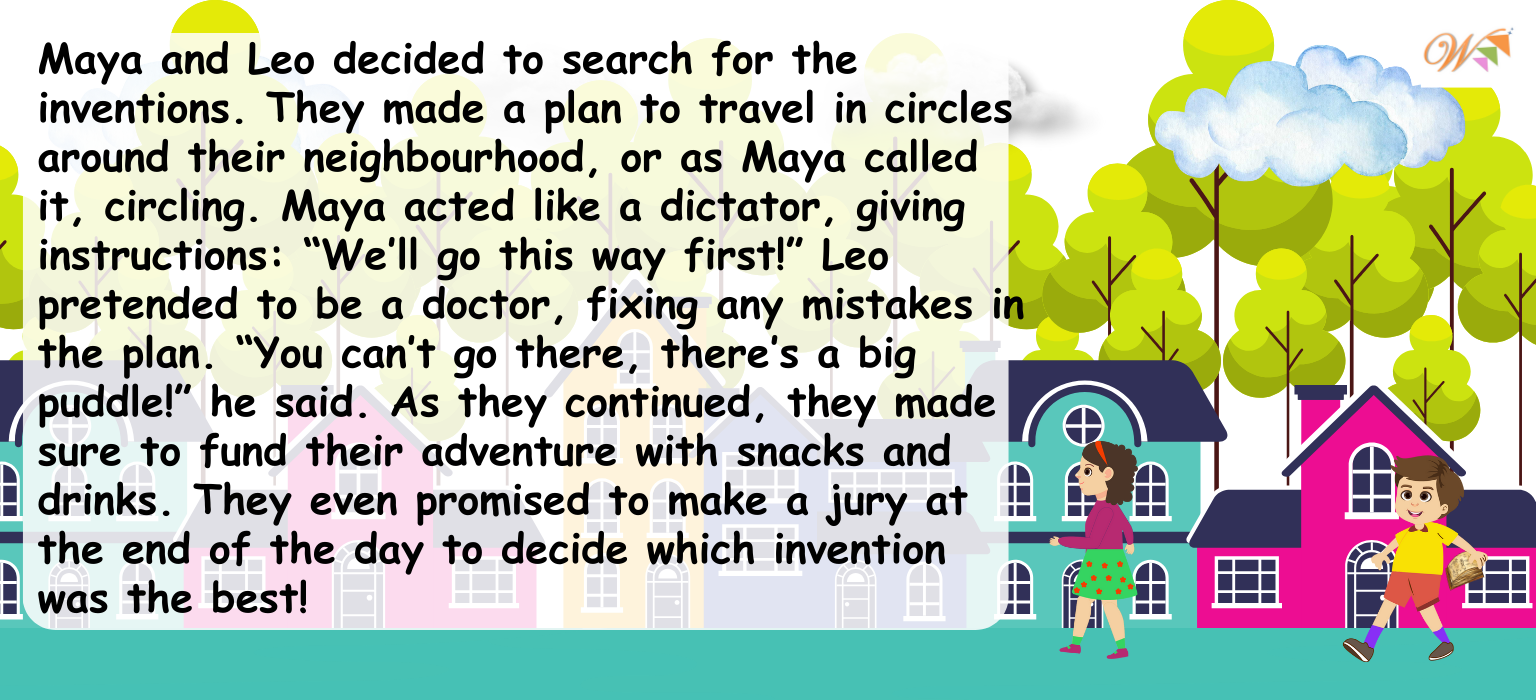 Maya and Leo decided to search for the
inventions. They made a plan to travel in circles
around their neighbourhood, or as Maya called
it, circling. Maya acted like a dictator, giving
instructions: “We’ll go this way first!” Leo
pretended to be a doctor, fixing any mistakes in
the plan. “You can’t go there, there’s a big
puddle!” he said. As they continued, they made
sure to fund their adventure with snacks and
drinks. They even promised to make a jury at
the end of the day to decide which invention
was the best!
W